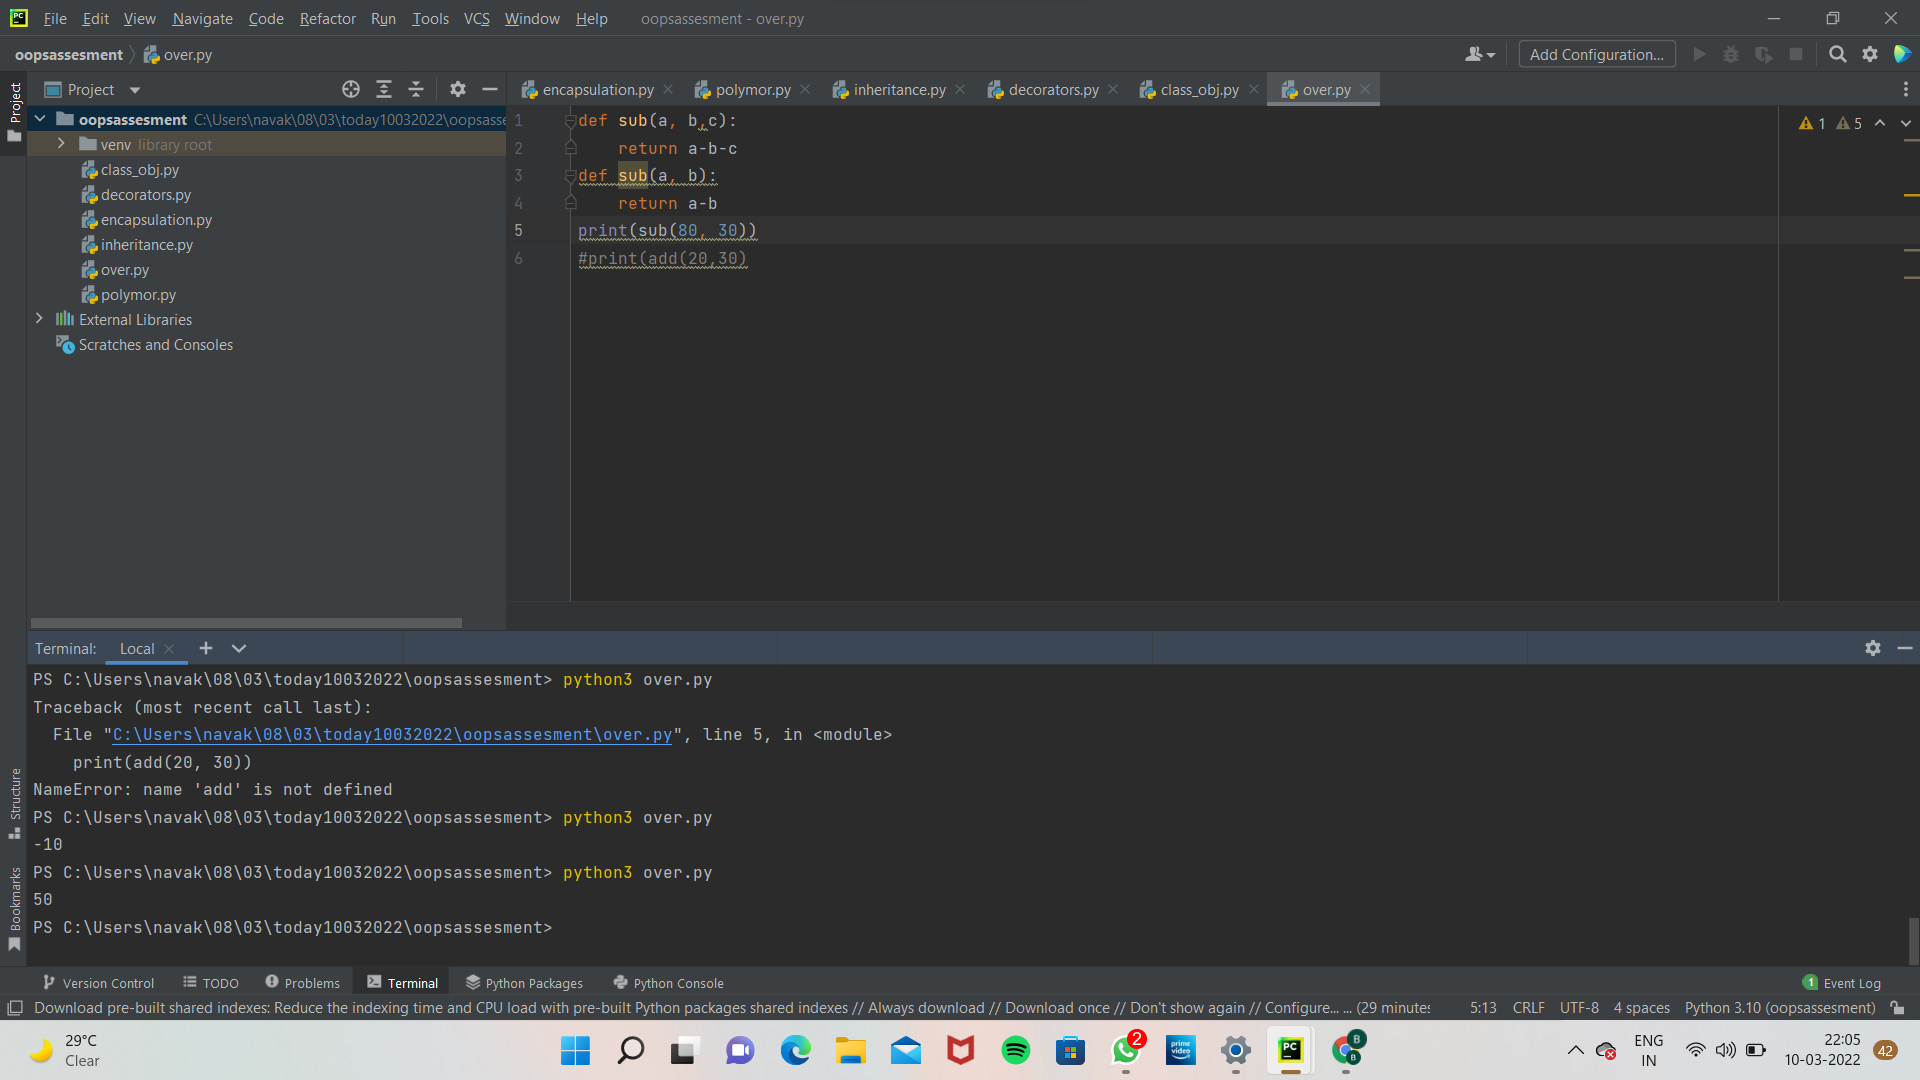 File Edit View Navigate Code Refactor Run Tools VCS Window Help oopsassesment - over.py
oopsassesment over.py Add Configuration...
Project
Project encapsulation.py polymor.py inheritance.py decorators.py class_obj.py over.py
oopsassesment C:\Users\navak\08\03\today10032022\oopsasse
venv library root
class_obj.py
decorators.py
encapsulation.py
inheritance.py
over.py
polymor.py
External Libraries
Scratches and Consoles
1 def sub(a, b,c):
2 return a-b-c
3 def sub(a, b):
4 return a-b
5 print(sub(80, 30))
6 #print(add(20,30)
1 5
Terminal: Local
PS C:\Users\navak\08\03\today10032022\oopsassesment> python3 over.py
Traceback (most recent call last):
File "C:\Users\navak\08\03\today10032022\oopsassesment\over.py", line 5, in <module>
print(add(20, 30))
NameError: name 'add' is not defined
PS C:\Users\navak\08\03\today10032022\oopsassesment> python3 over.py
-10
PS C:\Users\navak\08\03\today10032022\oopsassesment> python3 over.py
50
PS C:\Users\navak\08\03\today10032022\oopsassesment>
Structure
Bookmarks
Version Control TODO Problems Terminal Python Packages Python Console 1 Event Log
Download pre-built shared indexes: Reduce the indexing time and CPU load with pre-built Python packages shared indexes // Always download // Download once // Don't show again // Configure... ... (29 minutes 5:13 CRLF UTF-8 4 spaces Python 3.10 (oopsassesment)
29°C
Clear
2
prime video
PC
B
B
ENG
IN
22:05
10-03-2022
42